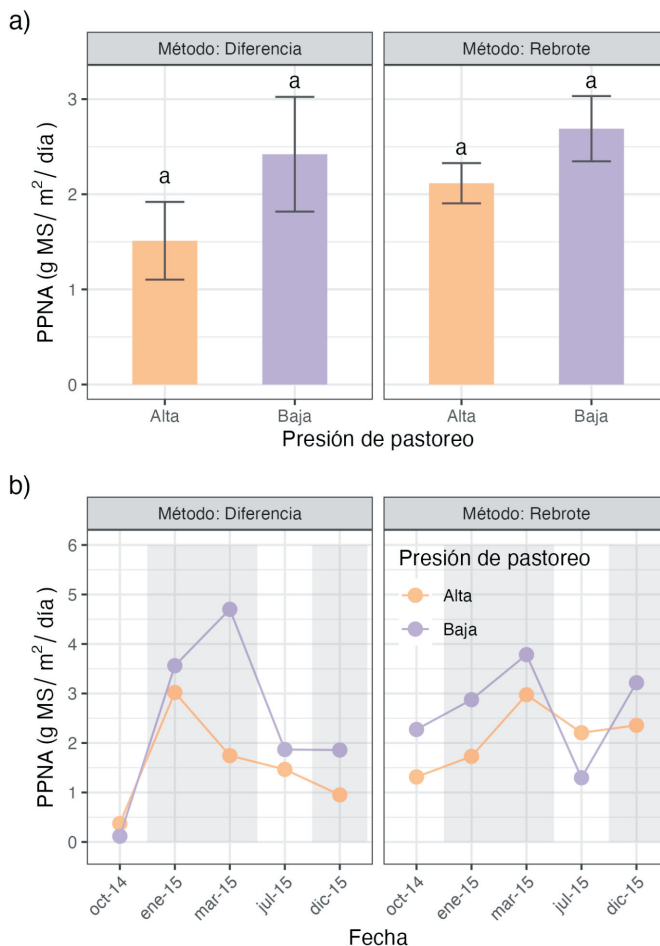 a)
Método: Diferencia
Método: Rebrote
PPNA (g MS/ m²/ día)
3
2
1
0
a
a
a
a
Alta
Baja
Alta
Baja
Presión de pastoreo
b)
Método: Diferencia
Método: Rebrote
PPNA (g MS/ m²/ día)
6
5
4
3
2
1
0
Presión de pastoreo
Alta
Baja
oct-14
ene-15
mar-15
jul-15
dic-15
oct-14
ene-15
mar-15
jul-15
dic-15
Fecha